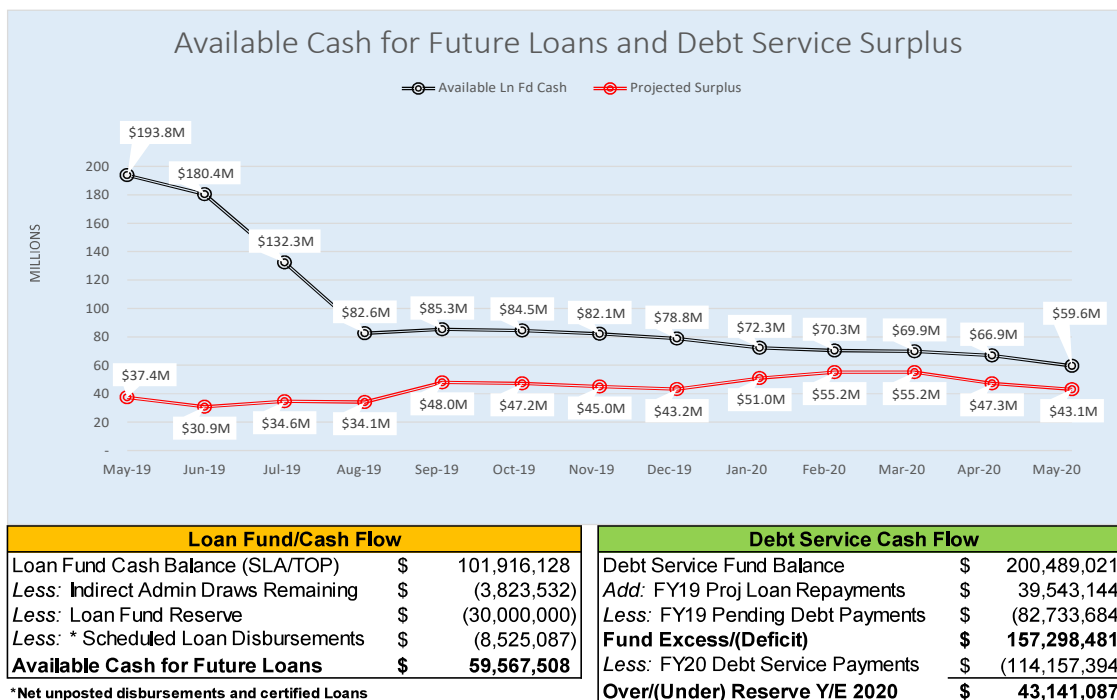 Available Cash for Future Loans and Debt Service Surplus
Available Ln Fd Cash Projected Surplus
MILLIONS
200
180
160
140
120
100
80
60
40
20
-
$193.8M
$180.4M
$132.3M
$82.6M
$85.3M
$84.5M
$82.1M
$78.8M
$72.3M
$70.3M
$69.9M
$66.9M
$59.6M
$37.4M
$30.9M
$34.6M
$34.1M
$48.0M
$47.2M
$45.0M
$43.2M
$51.0M
$55.2M
$55.2M
$47.3M
$43.1M
May-19 Jun-19 Jul-19 Aug-19 Sep-19 Oct-19 Nov-19 Dec-19 Jan-20 Feb-20 Mar-20 Apr-20 May-20
Loan Fund/Cash Flow
Loan Fund Cash Balance (SLA/TOP) $ 101,916,128
Less: Indirect Admin Draws Remaining $ (3,823,532)
Less: Loan Fund Reserve $ (30,000,000)
Less: * Scheduled Loan Disbursements $ (8,525,087)
Available Cash for Future Loans $ 59,567,508
*Net unposted disbursements and certified Loans
Debt Service Cash Flow
Debt Service Fund Balance $ 200,489,021
Add: FY19 Proj Loan Repayments $ 39,543,144
Less: FY19 Pending Debt Payments $ (82,733,684)
Fund Excess/(Deficit) $ 157,298,481
Less: FY20 Debt Service Payments $ (114,157,394)
Over/(Under) Reserve Y/E 2020 $ 43,141,087